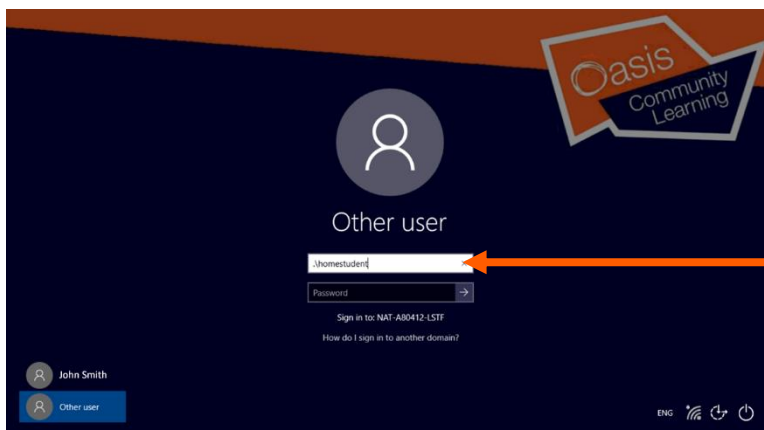 Oasis
Community
Learning
Other user
.\homestudent
Password
Sign in to: NAT-A80412-LSTF
How do I sign in to another domain?
John Smith
Other user
ENG